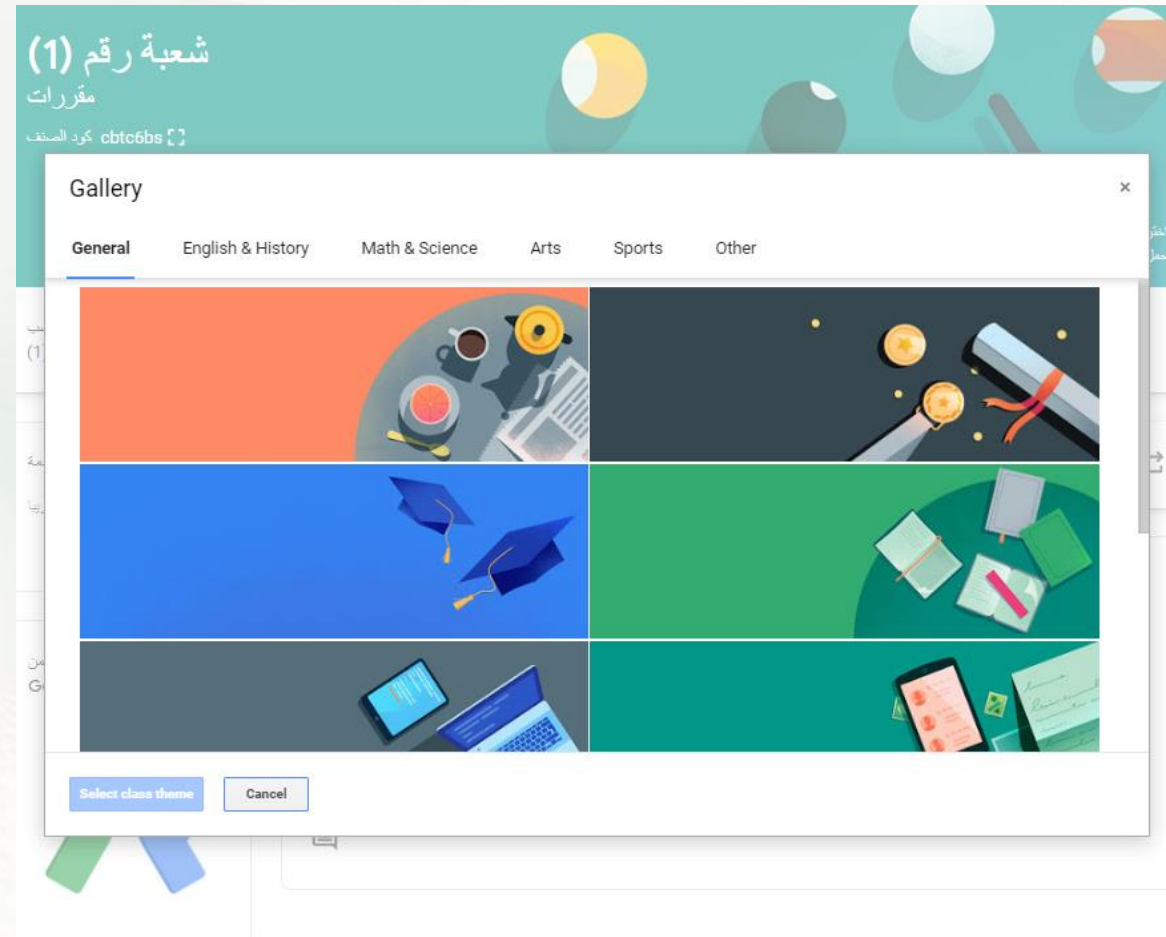 شعبة رقم (1)
مقررات
كود الصنف cbtc6bs
Gallery
×
General English & History Math & Science Arts Sports Other
(1)
Select class theme Cancel